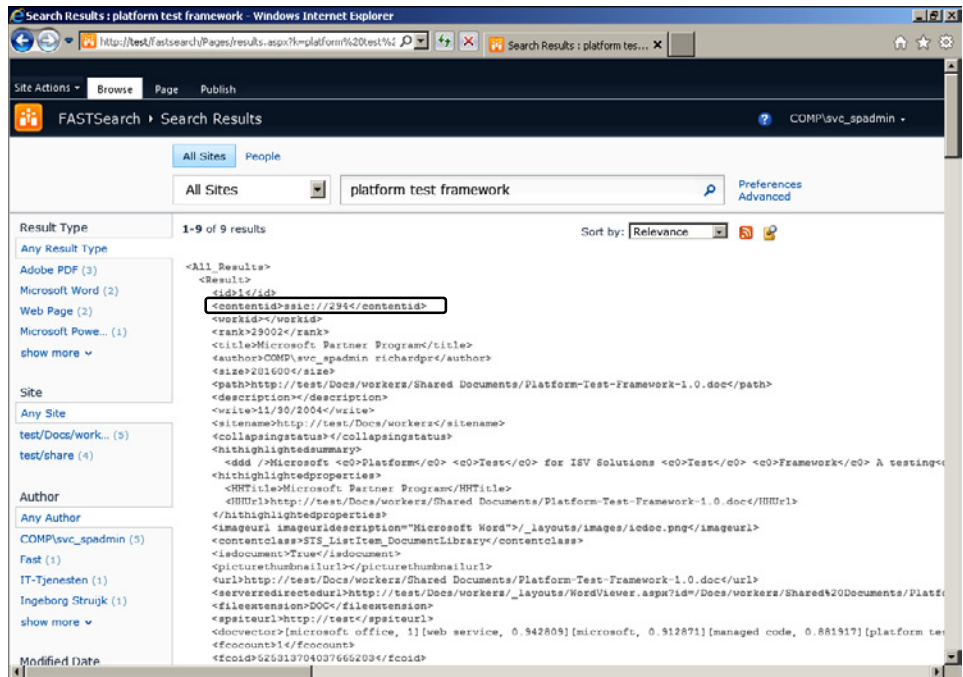 Search Results : platform test framework - Windows Internet Explorer
http://test/fastsearch/Pages/results.aspx?k=platform%20test%2
Search Results : platform tes...
Site Actions Browse Page Publish
FASTSearch Search Results
COMP\svc_spadmin
All Sites People
All Sites
platform test framework
Preferences
Advanced
Result Type
Any Result Type
Adobe PDF (3)
Microsoft Word (2)
Web Page (2)
Microsoft Powe... (1)
show more
Site
Any Site
test/Docs/work... (5)
test/share (4)
Author
Any Author
COMP\svc_spadmin (5)
Fast (1)
IT-Tjenesten (1)
Ingeborg Struijk (1)
show more
Modified Date
1-9 of 9 results
Sort by: Relevance
<All_Results>
<Result>
<id>1</id>
<contentid>ssic://294</contentid>
<workid></workid>
<rank>29002</rank>
<title>Microsoft Partner Program</title>
<author>COMP\svc_spadmin richardpr</author>
<size>281600</size>
<path>http://test/Docs/workerz/Shared Documents/Platform-Test-Framework-1.0.doc</path>
<description></description>
<write>11/30/2004</write>
<sitename>http://test/Docs/workerz</sitename>
<collapsingstatus></collapsingstatus>
<hithighlightedsummary>
<ddd />Microsoft <c0>Platform</c0> <c0>Test</c0> for ISV Solutions <c0>Test</c0> <c0>Framework</c0> A testing<
<hithighlightedproperties>
<HHTitle>Microsoft Partner Program</HHTitle>
<HHUrl>http://test/Docs/workerz/Shared Documents/Platform-Test-Framework-1.0.doc</HHUrl>
</hithighlightedproperties>
<imageurl imageurldescription="Microsoft Word">/_layouts/images/icdoc.png</imageurl>
<contentclass>STS_ListItem_DocumentLibrary</contentclass>
<isdocument>True</isdocument>
<picturethumbnailurl></picturethumbnailurl>
<url>http://test/Docs/workerz/Shared Documents/Platform-Test-Framework-1.0.doc</url>
<serverredirectedurl>http://test/Docs/workerz/_layouts/WordViewer.aspx?id=/Docs/workerz/Shared%20Documents/Platf
<fileextension>DOC</fileextension>
<spsiteurl>http://test</spsiteurl>
<docvector>[microsoft office, 1][web service, 0.942809][microsoft, 0.912871][managed code, 0.881917][platform te
<fcocount>1</fcocount>
<fcoid>525313704037665203</fcoid>